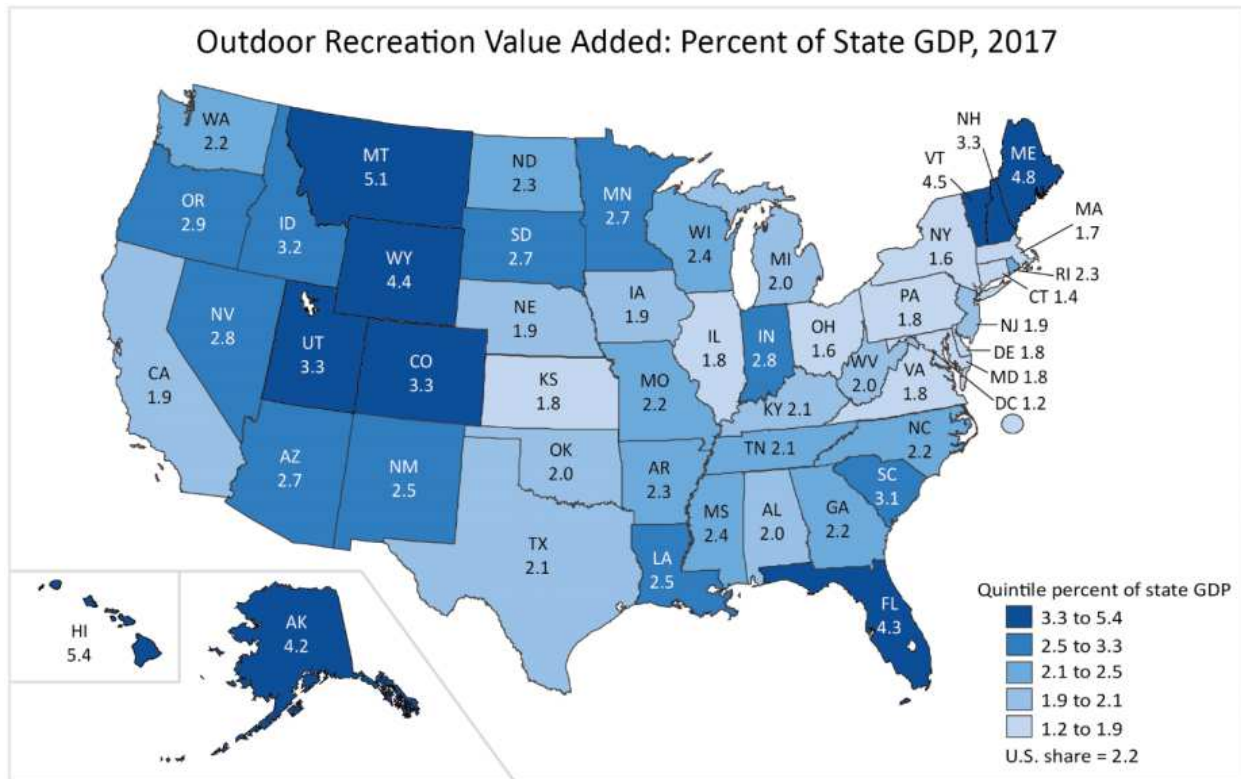 Outdoor Recreation Value Added: Percent of State GDP, 2017
WA
2.2
MT
5.1
ND
2.3
MN
2.7
NH
3.3
VT
4.5
ME
4.8
OR
2.9
ID
3.2
WY
4.4
SD
2.7
WI
2.4
MI
2.0
NY
1.6
MA
1.7
RI 2.3
CT 1.4
NV
2.8
UT
3.3
CO
3.3
NE
1.9
IA
1.9
IL
1.8
IN
2.8
OH
1.6
PA
1.8
NJ 1.9
DE 1.8
MD 1.8
DC 1.2
CA
1.9
KS
1.8
MO
2.2
KY 2.1
WV
2.0
VA
1.8
AZ
2.7
NM
2.5
OK
2.0
AR
2.3
TN 2.1
NC
2.2
SC
3.1
TX
2.1
LA
2.5
MS
2.4
AL
2.0
GA
2.2
FL
4.3
HI
5.4
AK
4.2
Quintile percent of state GDP
3.3 to 5.4
2.5 to 3.3
2.1 to 2.5
1.9 to 2.1
1.2 to 1.9
U.S. share = 2.2